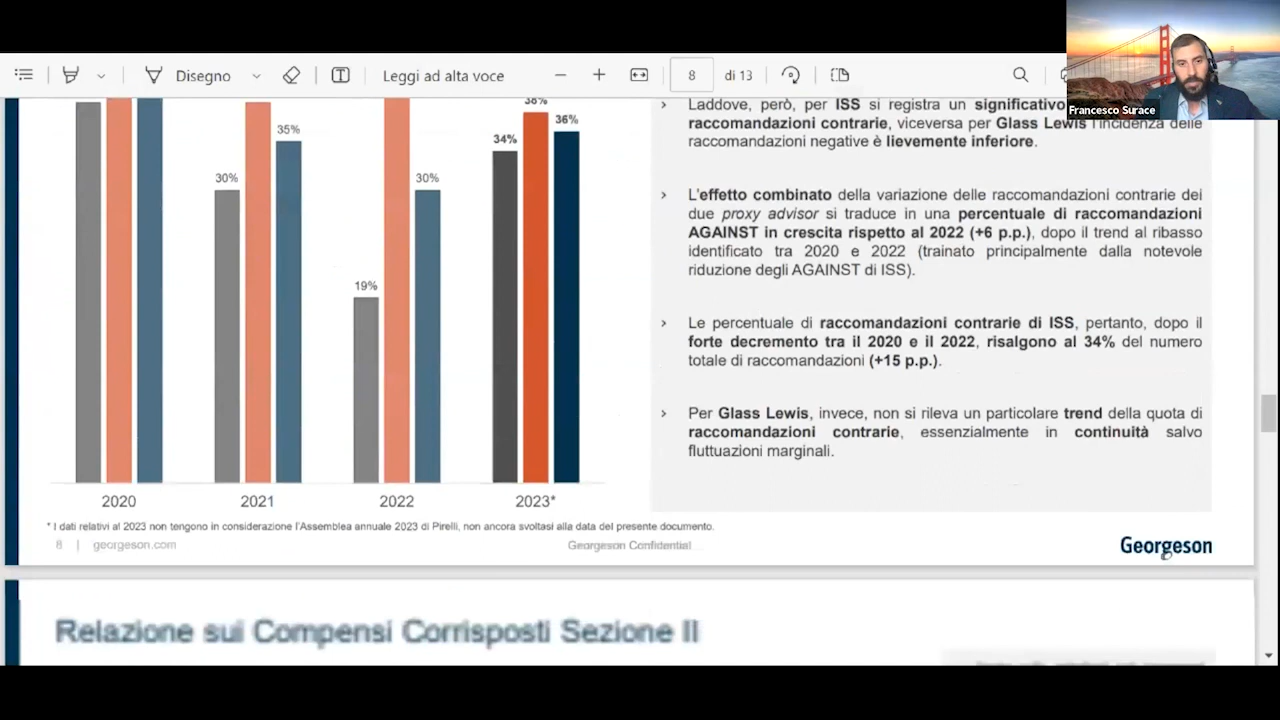 Disegno
Leggi ad alta voce
8
di 13
Francesco Surace
38%
35%
36%
34%
30%
30%
19%
2020
2021
2022
2023*
Laddove, però, per ISS si registra un significativo
raccomandazioni contrarie, viceversa per Glass Lewis l'incidenza delle
raccomandazioni negative è lievemente inferiore.
L'effetto combinato della variazione delle raccomandazioni contrarie dei
due proxy advisor si traduce in una percentuale di raccomandazioni
AGAINST in crescita rispetto al 2022 (+6 p.p.), dopo il trend al ribasso
identificato tra 2020 e 2022 (trainato principalmente dalla notevole
riduzione degli AGAINST di ISS).
Le percentuale di raccomandazioni contrarie di ISS, pertanto, dopo il
forte decremento tra il 2020 e il 2022, risalgono al 34% del numero
totale di raccomandazioni (+15 p.p.).
Per Glass Lewis, invece, non si rileva un particolare trend della quota di
raccomandazioni contrarie, essenzialmente in continuità salvo
fluttuazioni marginali.
* I dati relativi al 2023 non tengono in considerazione l'Assemblea annuale 2023 di Pirelli, non ancora svoltasi alla data del presente documento.
8 | georgeson.com
Georgeson Confidential
Georgeson
Relazione sui Compensi Corrisposti Sezione II